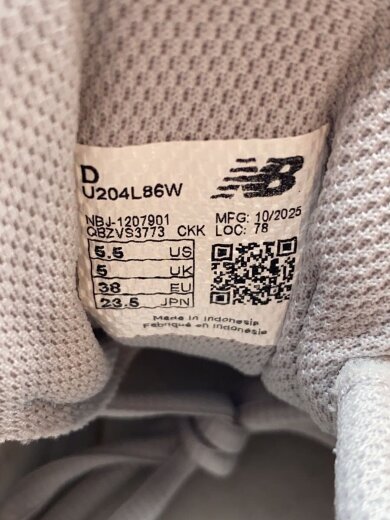 D
U204L86W
NB
NBJ-1207901 MFG: 10/2025
QBZVS3773 CKK LOC: 78
5.5 US
5 UK
38 EU
23.5 JPN
Made in Indonesia
Fabriqué en Indonésie